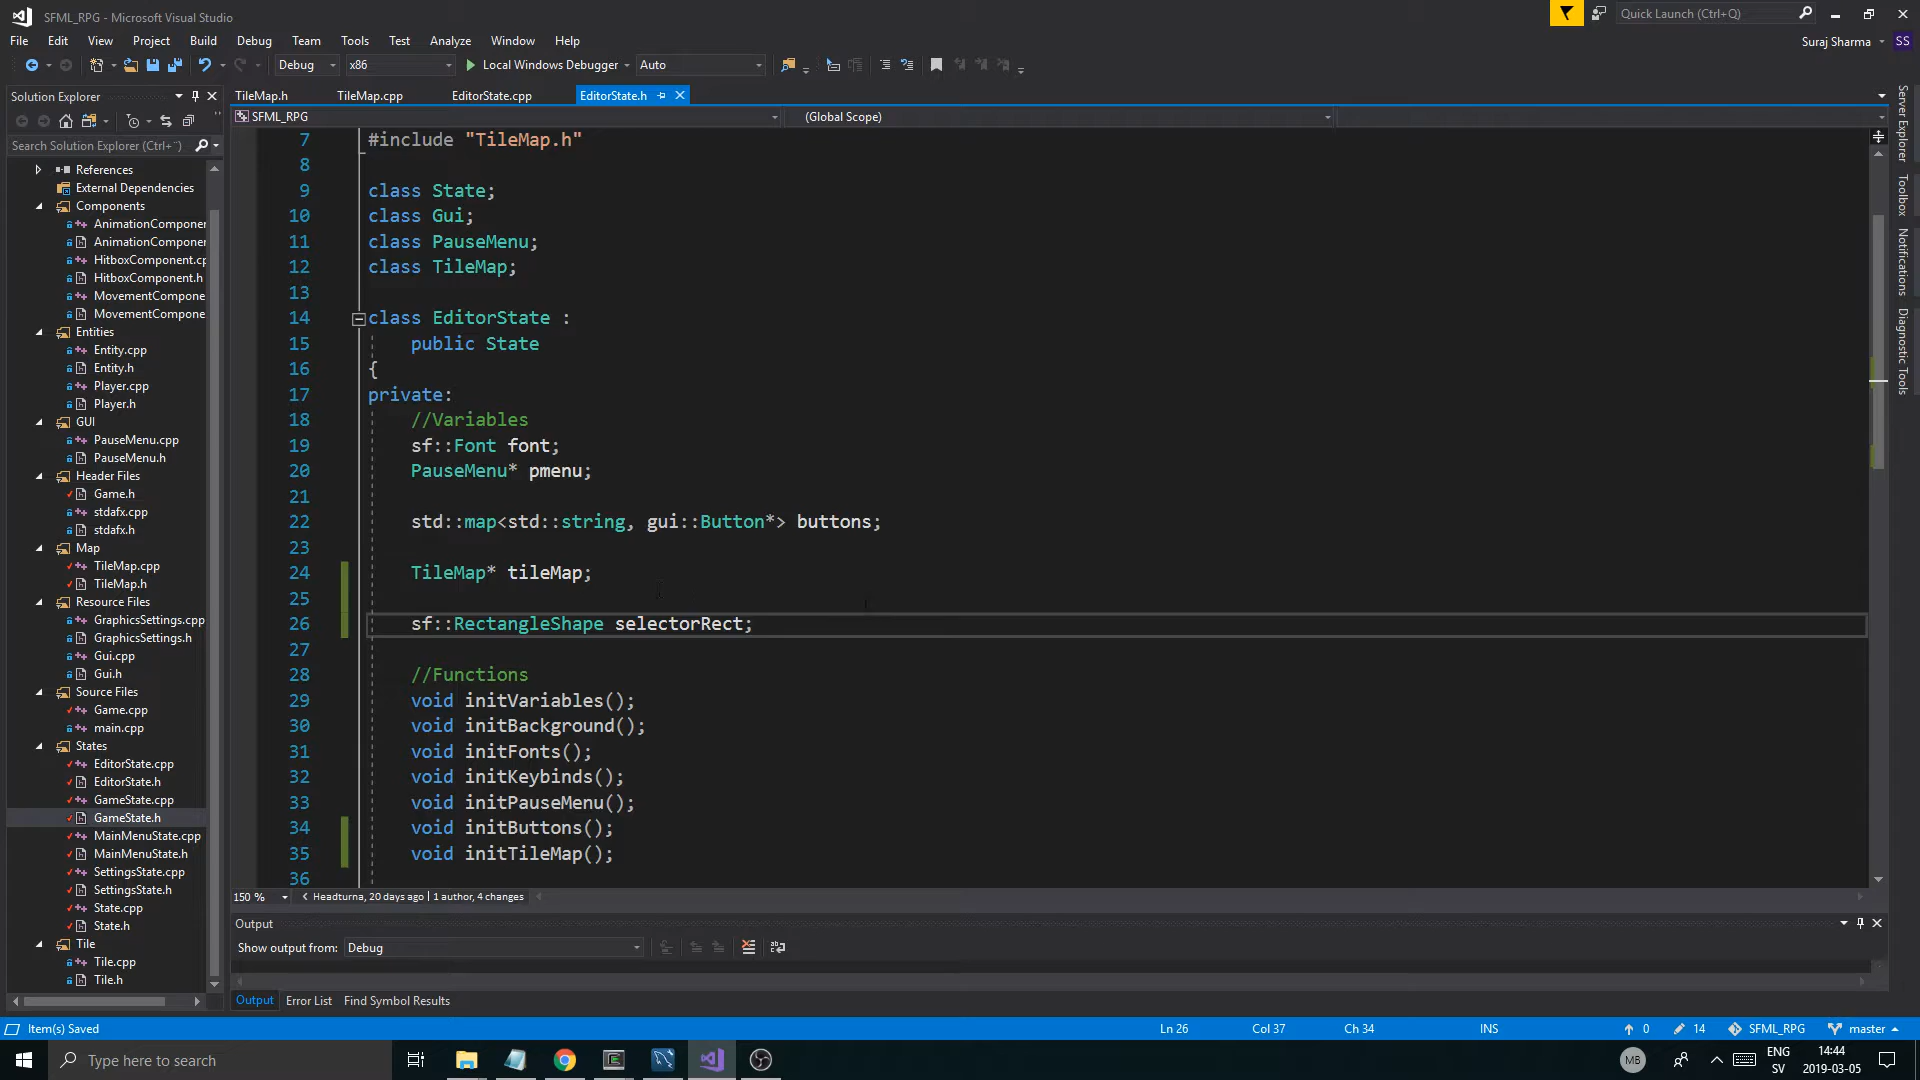 SFML_RPG - Microsoft Visual Studio
Quick Launch (Ctrl+Q)
File Edit View Project Build Debug Team Tools Test Analyze Window Help
Suraj Sharma SS
Debug x86 Local Windows Debugger Auto
Solution Explorer
TileMap.h TileMap.cpp EditorState.cpp EditorState.h
SFML_RPG (Global Scope)
Search Solution Explorer (Ctrl+¨)
References
External Dependencies
Components
AnimationComponer
AnimationComponer
HitboxComponent.cp
HitboxComponent.h
MovementCompone
MovementCompone
Entities
Entity.cpp
Entity.h
Player.cpp
Player.h
GUI
PauseMenu.cpp
PauseMenu.h
Header Files
Game.h
stdafx.cpp
stdafx.h
Map
TileMap.cpp
TileMap.h
Resource Files
GraphicsSettings.cpp
GraphicsSettings.h
Gui.cpp
Gui.h
Source Files
Game.cpp
main.cpp
States
EditorState.cpp
EditorState.h
GameState.cpp
GameState.h
MainMenuState.cpp
MainMenuState.h
SettingsState.cpp
SettingsState.h
State.cpp
State.h
Tile
Tile.cpp
Tile.h
7 #include "TileMap.h"
8
9 class State;
10 class Gui;
11 class PauseMenu;
12 class TileMap;
13
14 class EditorState :
15 public State
16 {
17 private:
18 //Variables
19 sf::Font font;
20 PauseMenu* pmenu;
21
22 std::map<std::string, gui::Button*> buttons;
23
24 TileMap* tileMap;
25
26 sf::RectangleShape selectorRect;
27
28 //Functions
29 void initVariables();
30 void initBackground();
31 void initFonts();
32 void initKeybinds();
33 void initPauseMenu();
34 void initButtons();
35 void initTileMap();
36
150 % Headturna, 20 days ago | 1 author, 4 changes
Output
Show output from: Debug
Output Error List Find Symbol Results
Server Explorer
Toolbox
Notifications
Diagnostic Tools
Item(s) Saved Ln 26 Col 37 Ch 34 INS 0 14 SFML_RPG master
Type here to search
MB
ENG
SV
14:44
2019-03-05